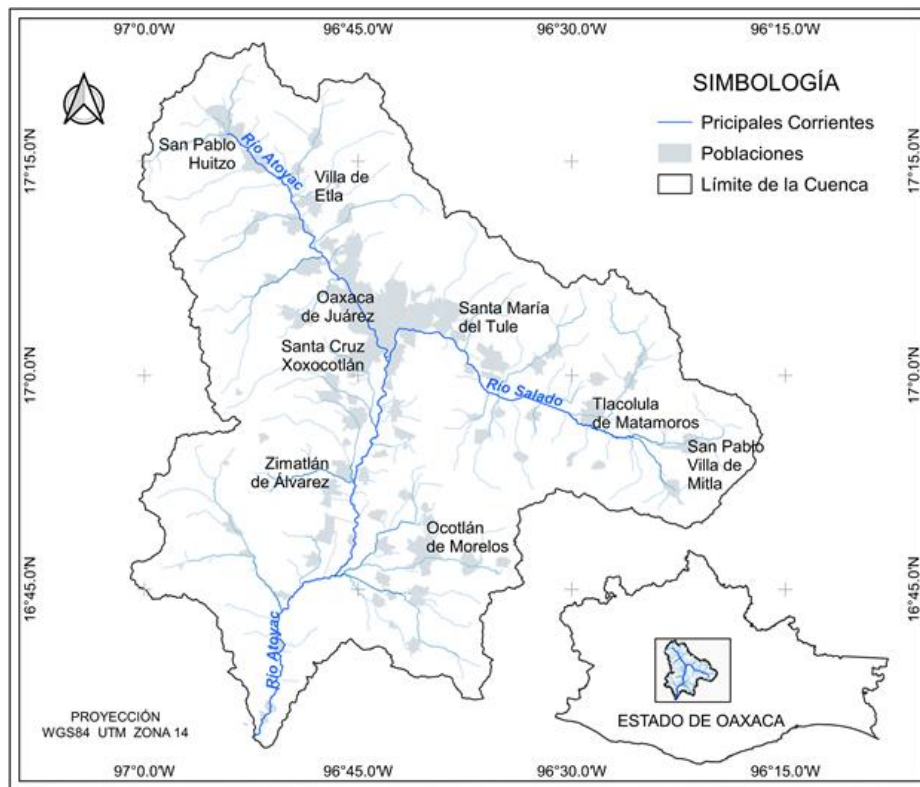 97°0.0'W 96°45.0'W 96°30.0'W 96°15.0'W
SIMBOLOGÍA
Pricipales Corrientes
Poblaciones
Límite de la Cuenca
17°15.0'N
17°15.0'N
San Pablo
Huitzo
Río Atoyac
Villa de
Etla
Oaxaca
de Juárez
Santa María
del Tule
Santa Cruz
Xoxocotlán
17°0.0'N
17°0.0'N
Río Salado
Tlacolula
de Matamoros
San Pablo
Villa de
Mitla
Zimatlán
de Álvarez
Ocotlán
de Morelos
16°45.0'N
16°45.0'N
Río Atoyac
PROYECCIÓN
WGS84 UTM ZONA 14
ESTADO DE OAXACA
97°0.0'W 96°45.0'W 96°30.0'W 96°15.0'W